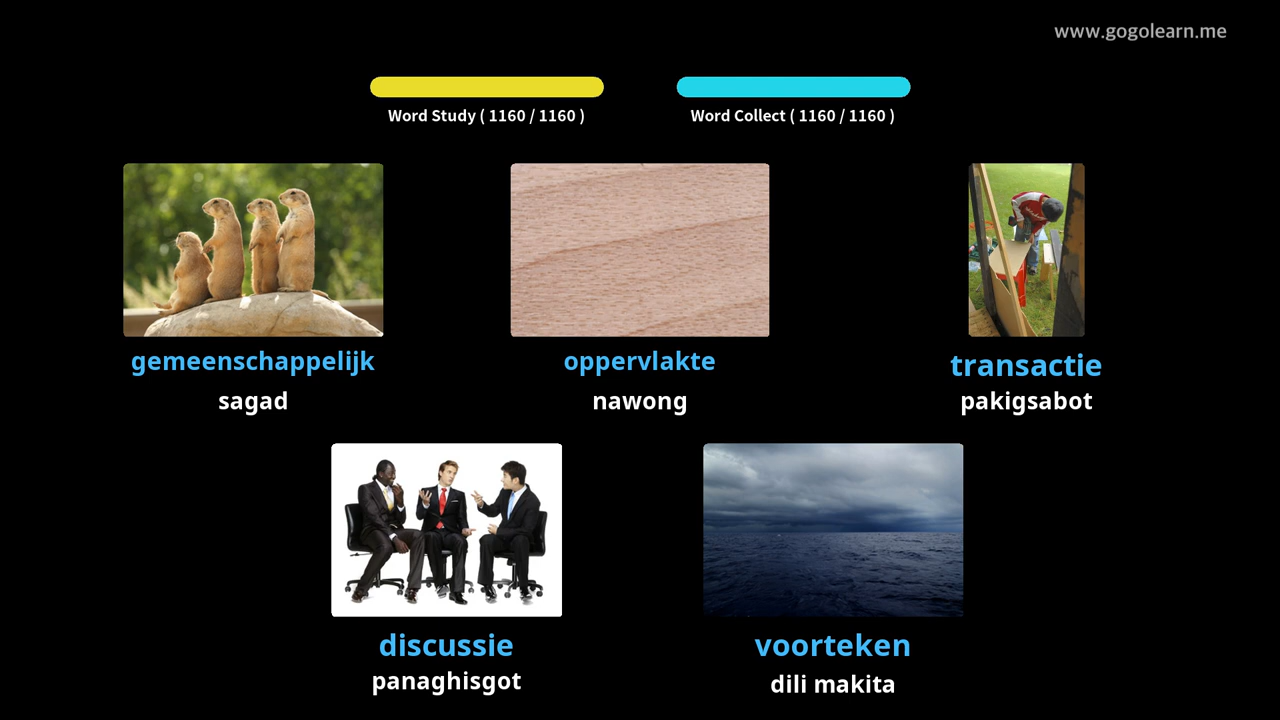 www.gogolearn.me
Word Study ( 1160 / 1160 )
Word Collect ( 1160 / 1160 )
gemeenschappelijk
sagad
oppervlakte
nawong
transactie
pakigsabot
discussie
panaghisgot
voorteken
dili makita